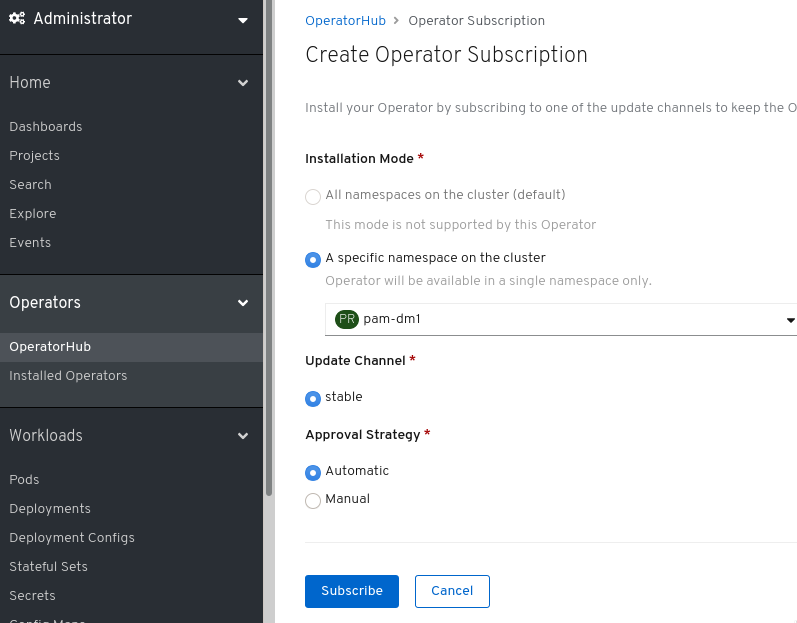 Administrator
Home
Dashboards
Projects
Search
Explore
Events
Operators
OperatorHub
Installed Operators
Workloads
Pods
Deployments
Deployment Configs
Stateful Sets
Secrets
Config Maps
OperatorHub > Operator Subscription
Create Operator Subscription
Install your Operator by subscribing to one of the update channels to keep the O
Installation Mode *
All namespaces on the cluster (default)
This mode is not supported by this Operator
A specific namespace on the cluster
Operator will be available in a single namespace only.
PR pam-dm1
Update Channel *
stable
Approval Strategy *
Automatic
Manual
Subscribe Cancel